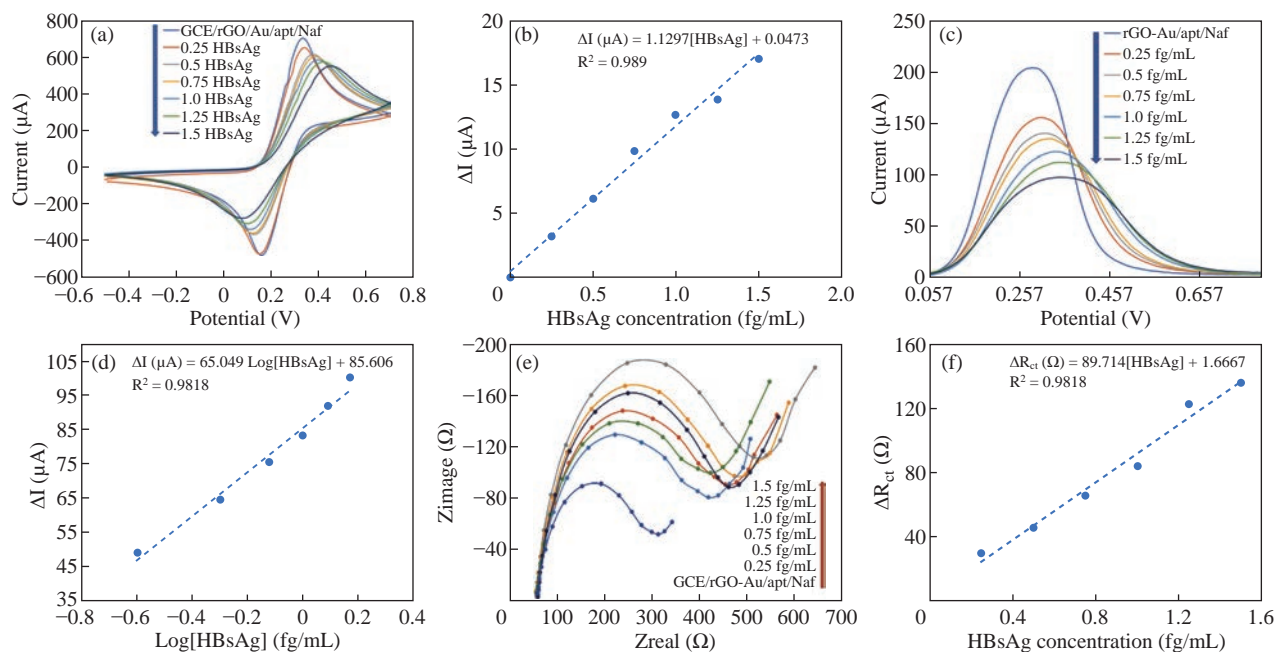 (a)
GCE/rGO/Au/apt/Naf
0.25 HBsAg
0.5 HBsAg
0.75 HBsAg
1.0 HBsAg
1.25 HBsAg
1.5 HBsAg
800
600
400
200
0
−200
−400
−600
Current (μA)
−0.6
−0.4
−0.2
0
0.2
0.4
0.6
0.8
Potential (V)
(b)
ΔI (μA) = 1.1297[HBsAg] + 0.0473
R² = 0.989
20
16
12
8
4
0
ΔI (μA)
0
0.5
1.0
1.5
2.0
HBsAg concentration (fg/mL)
(c)
rGO-Au/apt/Naf
0.25 fg/mL
0.5 fg/mL
0.75 fg/mL
1.0 fg/mL
1.25 fg/mL
1.5 fg/mL
250
200
150
100
50
0
Current (μA)
0.057
0.257
0.457
0.657
Potential (V)
(d)
ΔI (μA) = 65.049 Log[HBsAg] + 85.606
R² = 0.9818
105
95
85
75
65
55
45
35
ΔI (μA)
−0.8
−0.6
−0.4
−0.2
0
0.2
Log[HBsAg] (fg/mL)
(e)
−200
−160
−120
−80
−40
Zimage (Ω)
1.5 fg/mL
1.25 fg/mL
1.0 fg/mL
0.75 fg/mL
0.5 fg/mL
0.25 fg/mL
GCE/rGO-Au/apt/Naf
0
100
200
300
400
500
600
700
Zreal (Ω)
(f)
ΔRct (Ω) = 89.714[HBsAg] + 1.6667
R² = 0.9818
160
120
80
40
0
ΔRct (Ω)
0
0.4
0.8
1.2
1.6
HBsAg concentration (fg/mL)